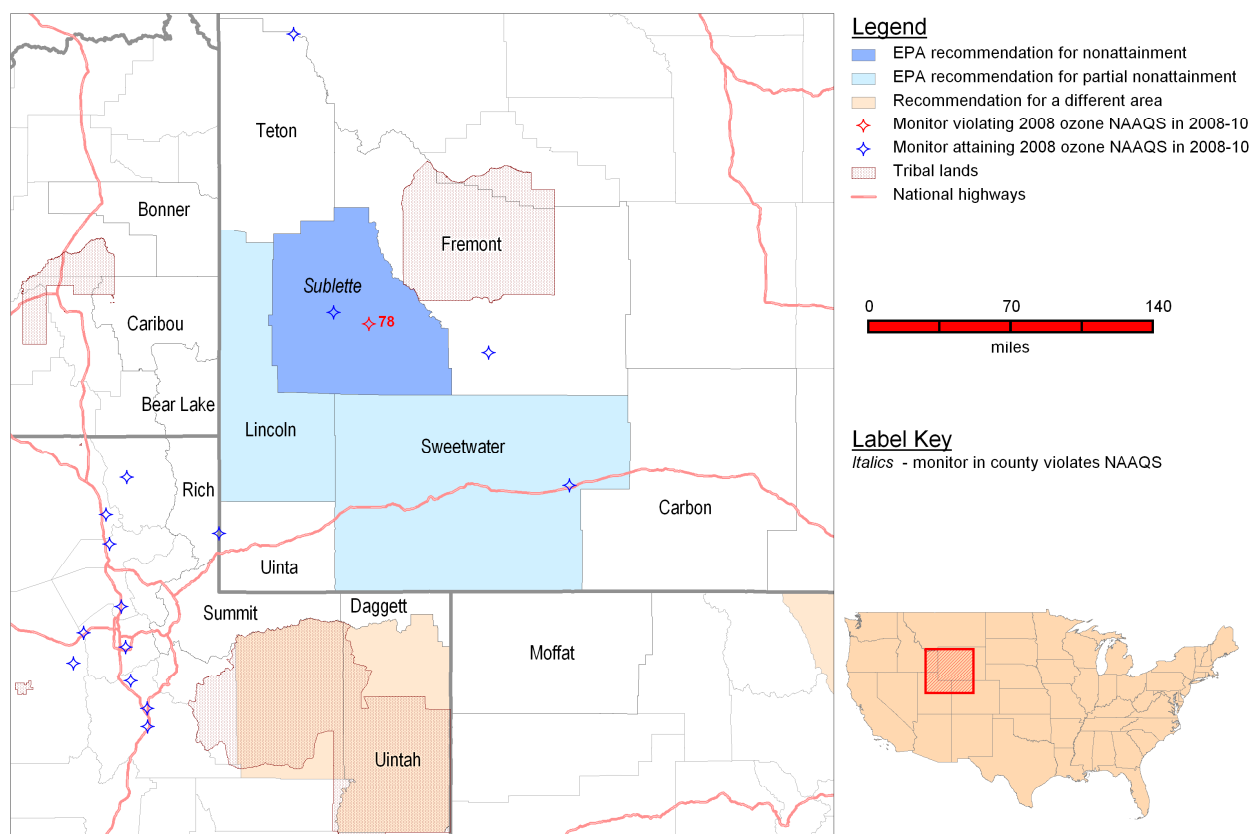 Legend
EPA recommendation for nonattainment
EPA recommendation for partial nonattainment
Recommendation for a different area
Monitor violating 2008 ozone NAAQS in 2008-10
Monitor attaining 2008 ozone NAAQS in 2008-10
Tribal lands
National highways
Teton
Bonner
Fremont
Sublette
78
Caribou
Bear Lake
Lincoln
Sweetwater
Rich
Carbon
Uinta
Summit
Daggett
Moffat
Uintah
0 70 140
miles
Label Key
Italics - monitor in county violates NAAQS